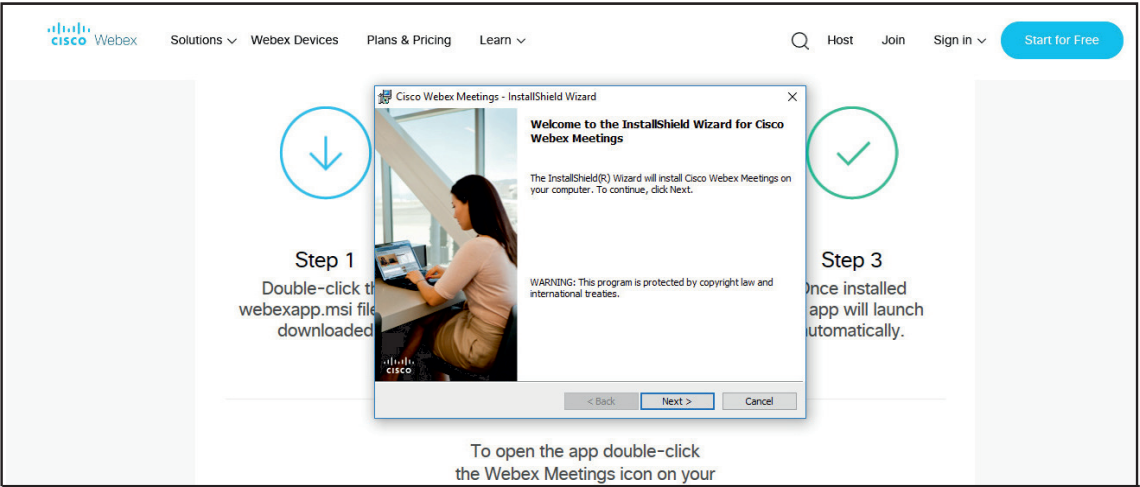 CISCO Webex Solutions Webex Devices Plans & Pricing Learn Host Join Sign in Start for Free
Cisco Webex Meetings - InstallShield Wizard
Welcome to the InstallShield Wizard for Cisco
Webex Meetings
The InstallShield(R) Wizard will install Cisco Webex Meetings on
your computer. To continue, click Next.
WARNING: This program is protected by copyright law and
international treaties.
CISCO
< Back Next > Cancel
Step 1
Double-click
webexapp.msi
downloaded
Step 3
installed
app will launch
To open the app double-click
the Webex Meetings icon on your